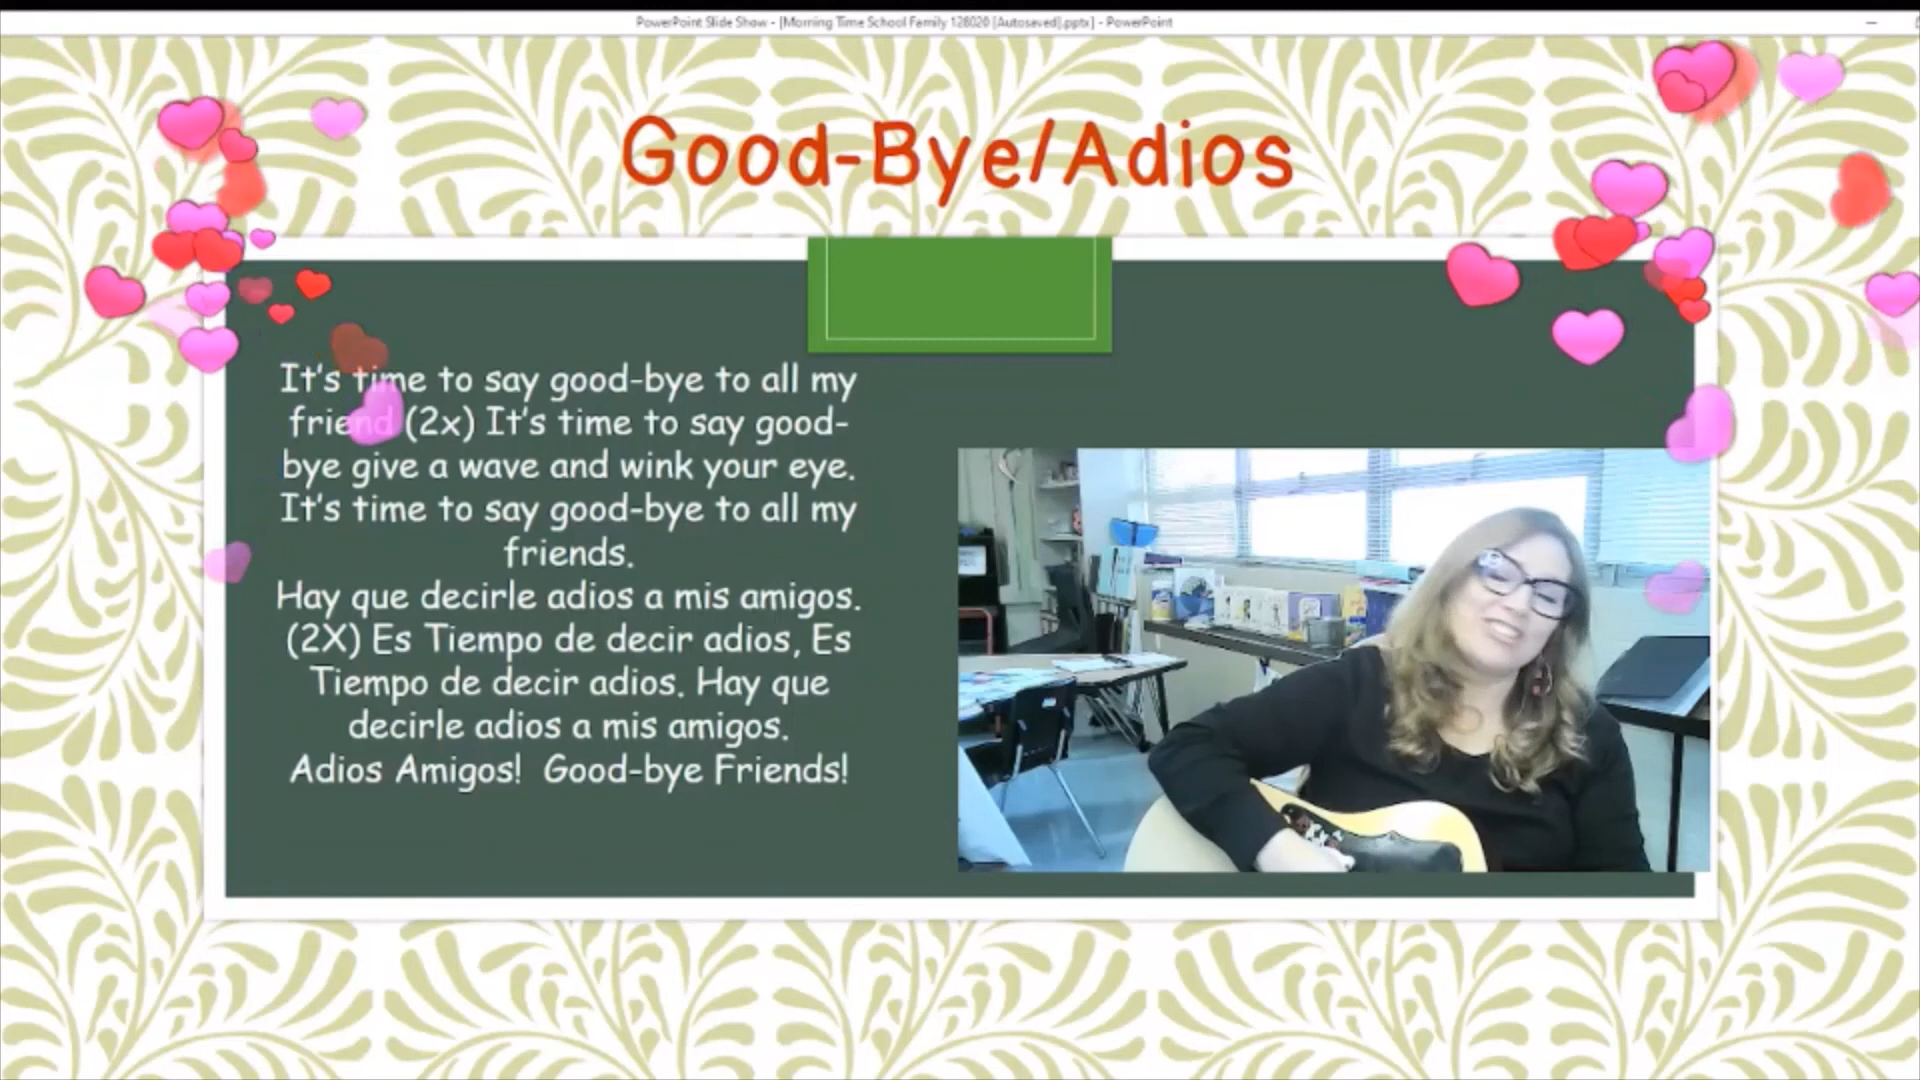 PowerPoint Slide Show - [Morning Time School Family 128020 [Autosaved].pptx] - PowerPoint
Good-Bye/Adios
It's time to say good-bye to all my
friend (2x) It's time to say good-
bye give a wave and wink your eye.
It's time to say good-bye to all my
friends.
Hay que decirle adios a mis amigos.
(2X) Es Tiempo de decir adios, Es
Tiempo de decir adios. Hay que
decirle adios a mis amigos.
Adios Amigos!  Good-bye Friends!